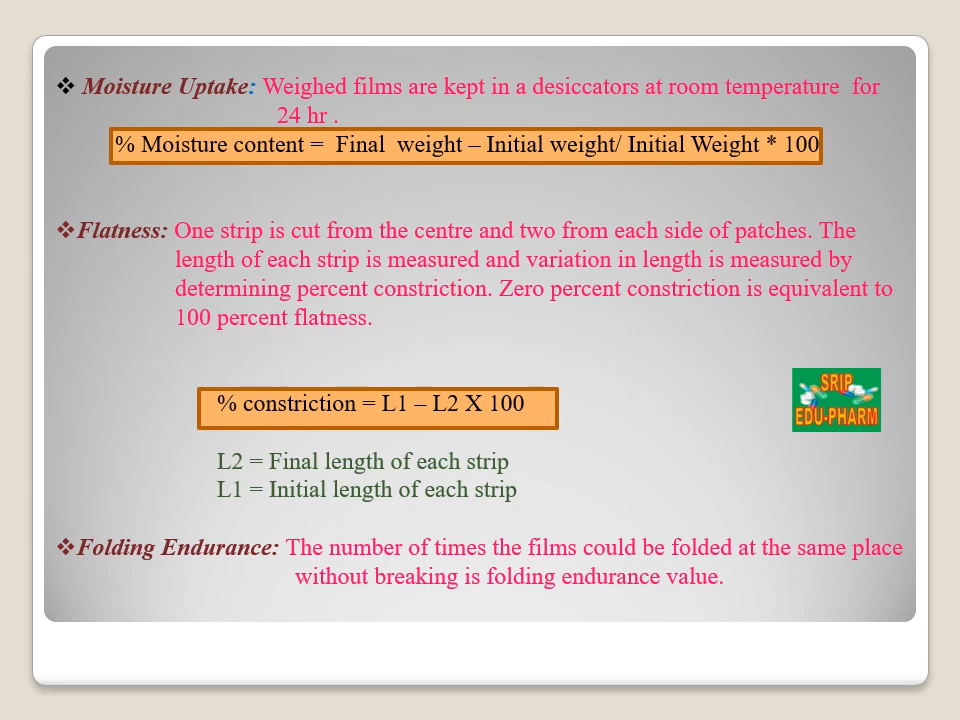 ❖ Moisture Uptake: Weighed films are kept in a desiccators at room temperature for
24 hr .
% Moisture content = Final weight – Initial weight/ Initial Weight * 100
❖Flatness: One strip is cut from the centre and two from each side of patches. The
length of each strip is measured and variation in length is measured by
determining percent constriction. Zero percent constriction is equivalent to
100 percent flatness.
% constriction = L1 – L2 X 100
SRIP
EDU-PHARM
L2 = Final length of each strip
L1 = Initial length of each strip
❖Folding Endurance: The number of times the films could be folded at the same place
without breaking is folding endurance value.